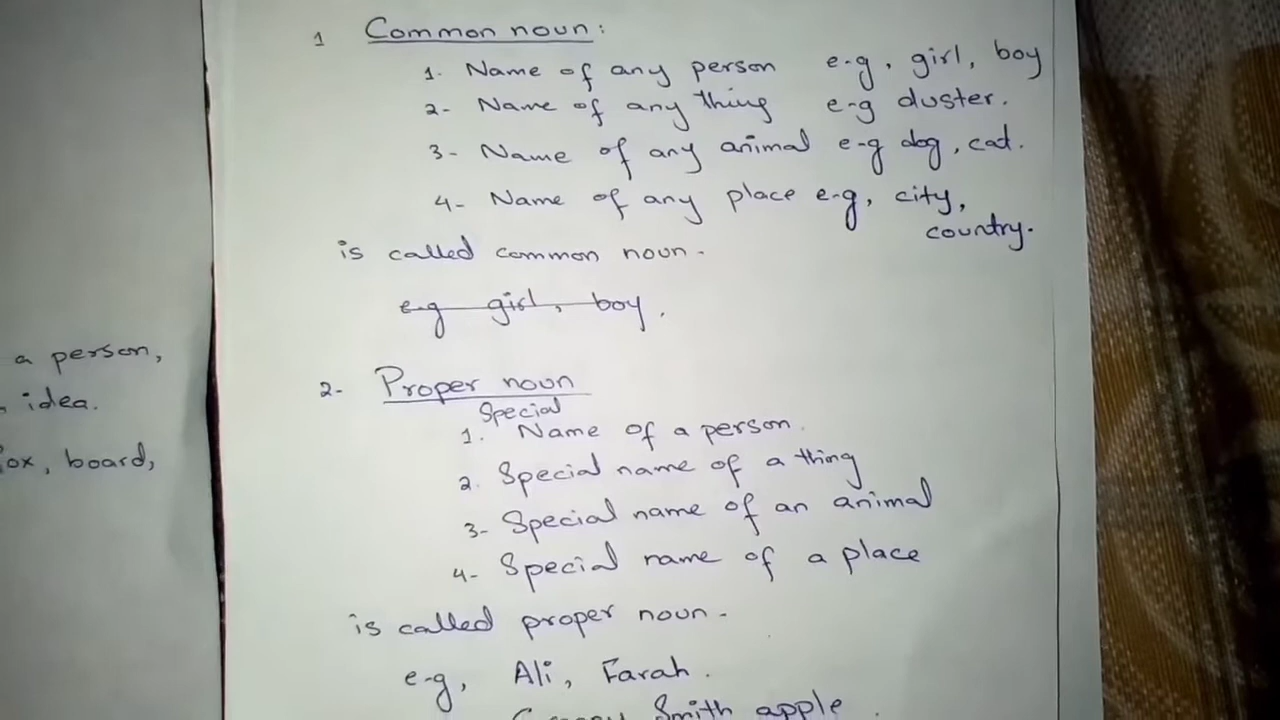 a person,
idea.
board,
1 Common noun:
1. Name of any person e-g, girl, boy
2- Name of any thing e-g duster.
3- Name of any animal e-g dog, cat.
4- Name of any place e-g, city,
country.
is called common noun-
e-g girl, boy.
2- Proper noun
Special
1. Name of a person.
2. Special name of a thing
3- Special name of an animal
4- Special name of a place
is called proper noun-
e-g, Ali, Farah.
Smith apple